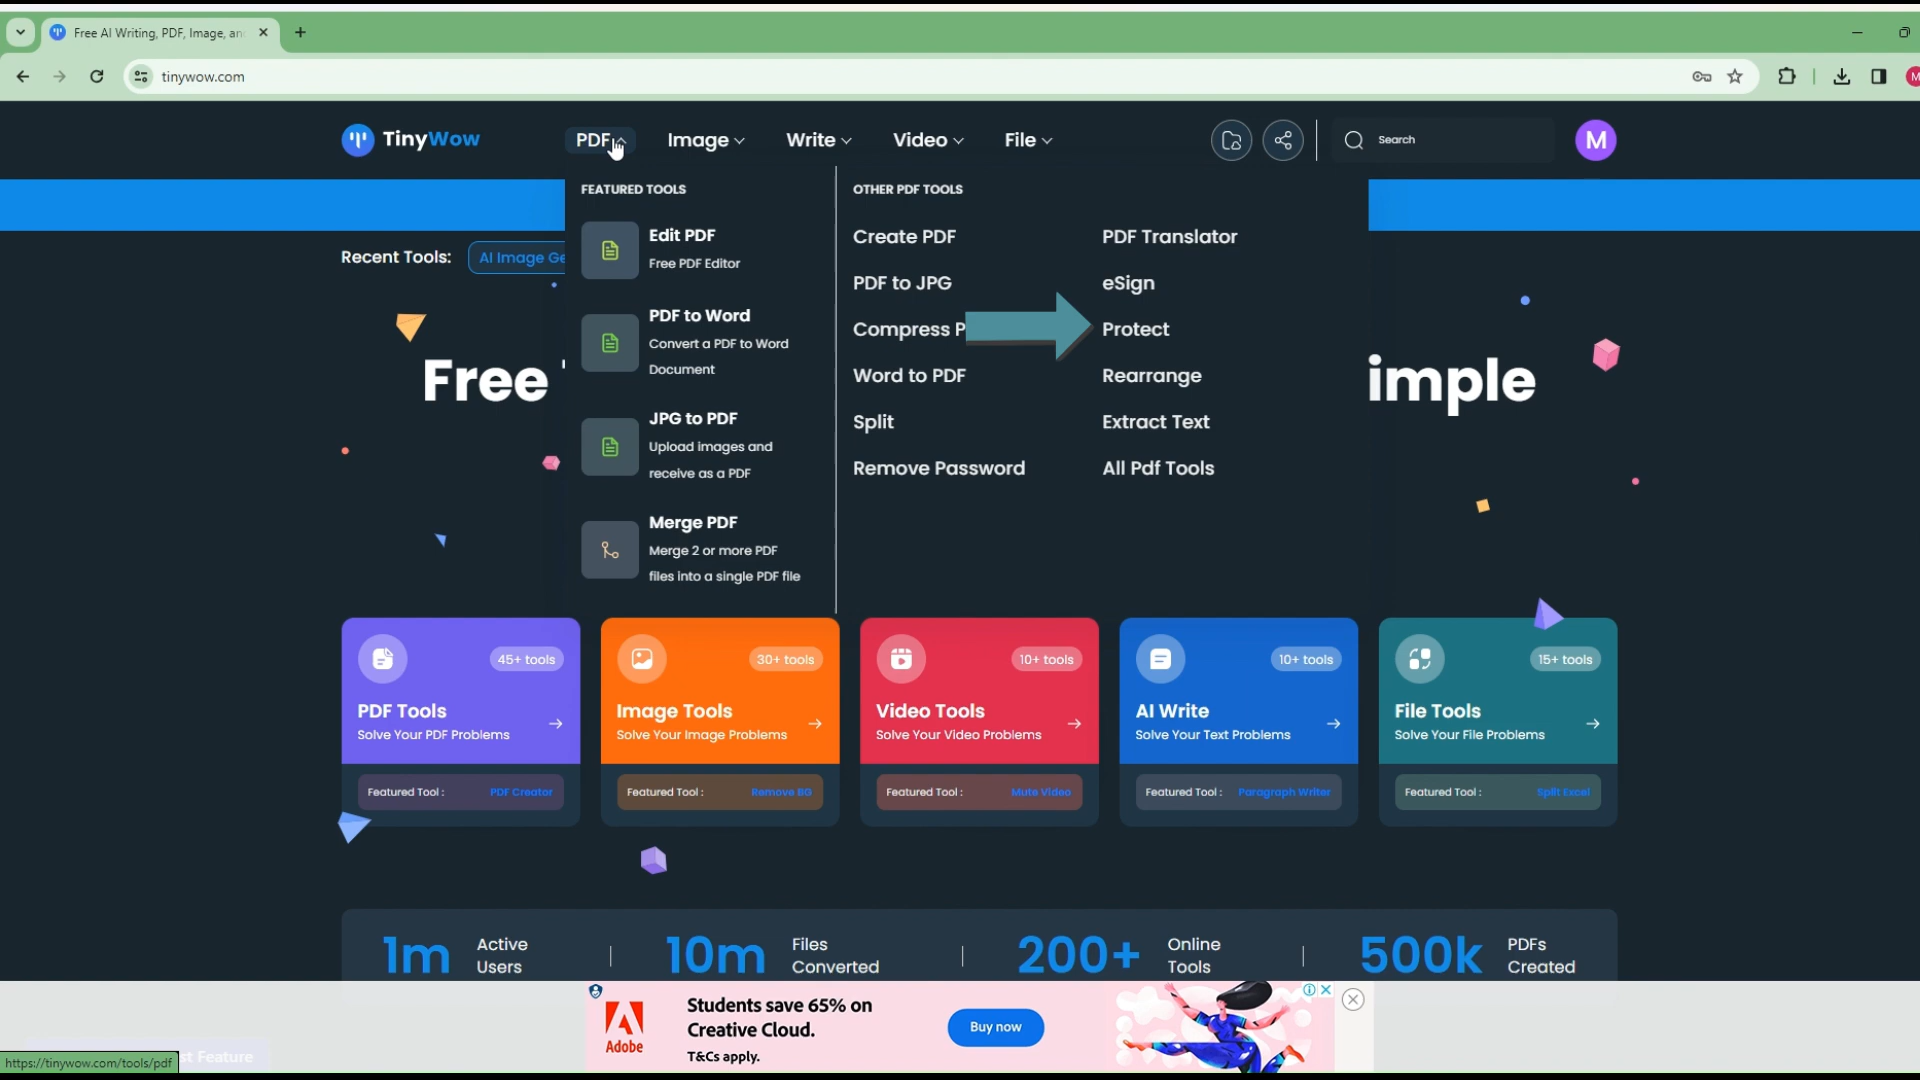 Free AI Writing, PDF, Image, an
tinywow.com
M
TinyWow
PDF
Image
Write
Video
File
Search
M
FEATURED TOOLS
OTHER PDF TOOLS
Edit PDF
Free PDF Editor
PDF to Word
Convert a PDF to Word
Document
JPG to PDF
Upload images and
receive as a PDF
Merge PDF
Merge 2 or more PDF
files into a single PDF file
Create PDF
PDF to JPG
Compress P
Word to PDF
Split
Remove Password
PDF Translator
eSign
Protect
Rearrange
Extract Text
All Pdf Tools
Recent Tools:
AI Image Ge
Free
imple
45+ tools
PDF Tools
Solve Your PDF Problems
Featured Tool :
PDF Creator
30+ tools
Image Tools
Solve Your Image Problems
Featured Tool :
Remove BG
10+ tools
Video Tools
Solve Your Video Problems
Featured Tool :
Mute Video
10+ tools
AI Write
Solve Your Text Problems
Featured Tool :
Paragraph Writer
15+ tools
File Tools
Solve Your File Problems
Featured Tool :
Split Excel
1m
Active
Users
10m
Files
Converted
200+
Online
Tools
500k
PDFs
Created
Adobe
Students save 65% on
Creative Cloud.
T&Cs apply.
Buy now
st Feature
https://tinywow.com/tools/pdf